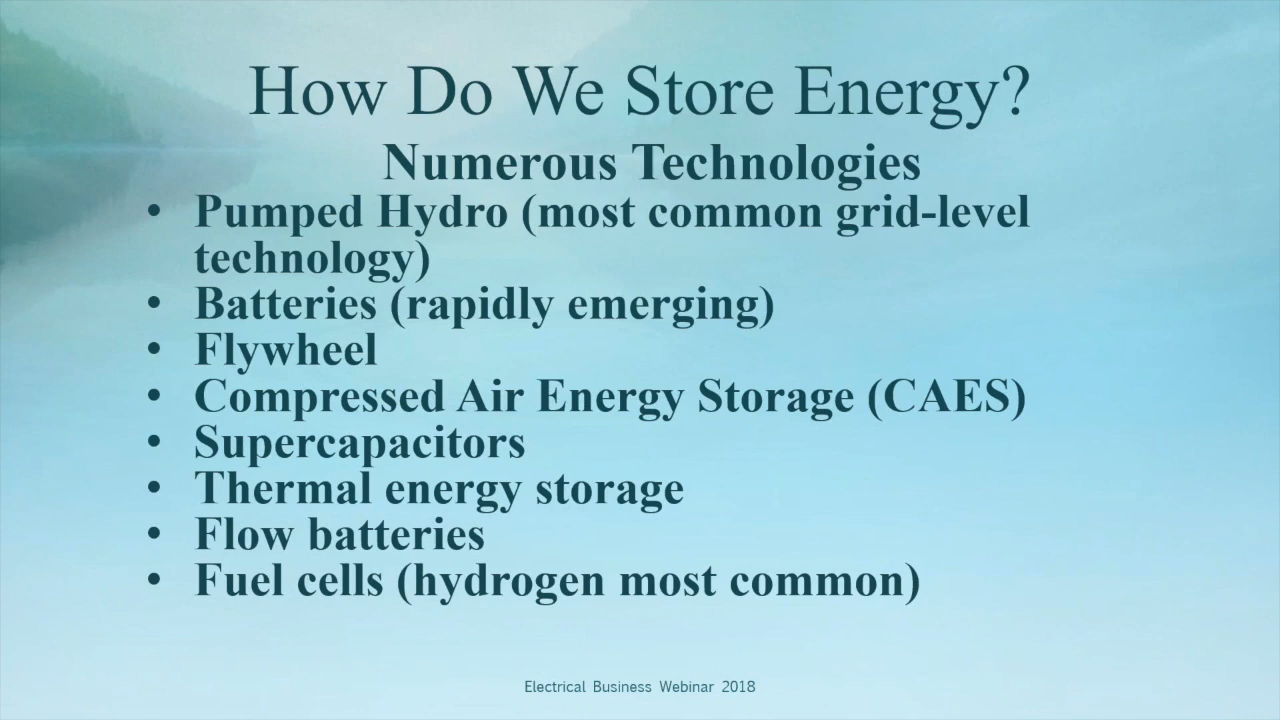 How Do We Store Energy?
Numerous Technologies
• Pumped Hydro (most common grid-level
technology)
• Batteries (rapidly emerging)
• Flywheel
• Compressed Air Energy Storage (CAES)
• Supercapacitors
• Thermal energy storage
• Flow batteries
• Fuel cells (hydrogen most common)
Electrical Business Webinar 2018